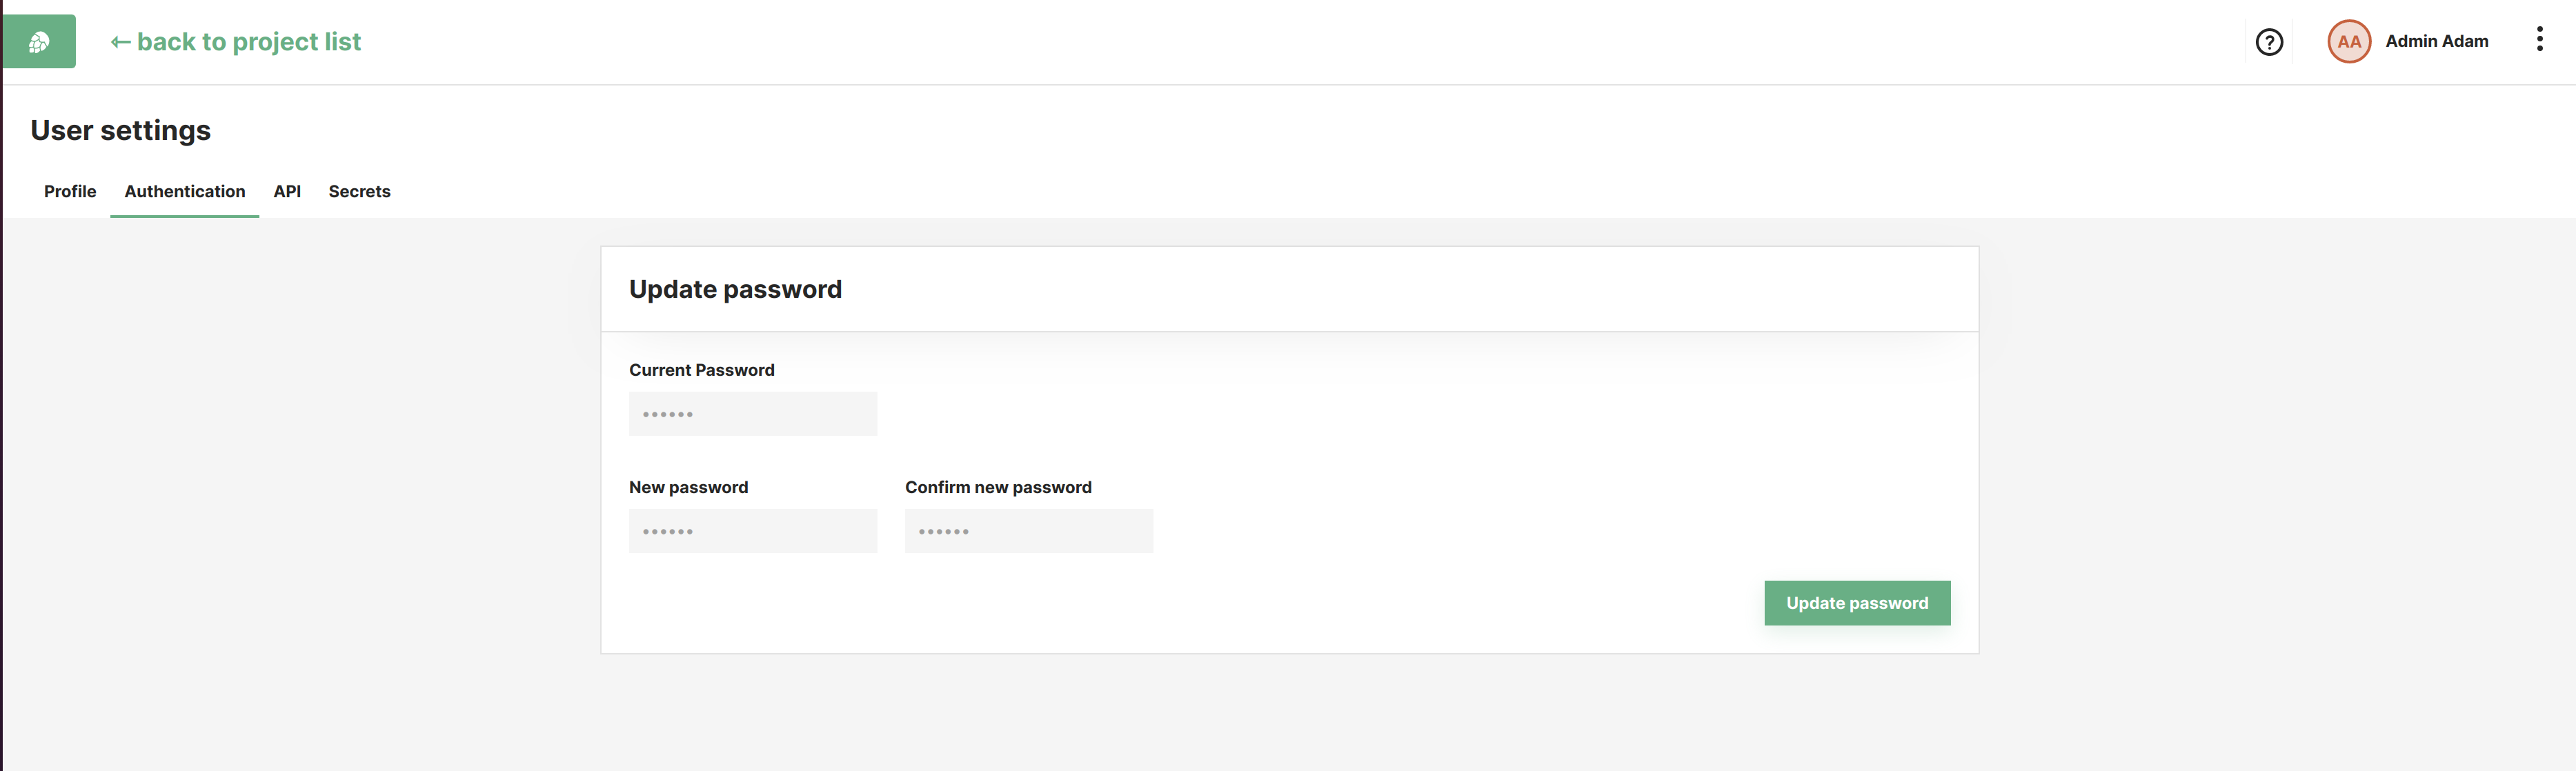 ← back to project list
? AA Admin Adam
User settings
Profile Authentication API Secrets
Update password
Current Password
••••••
New password Confirm new password
•••••• ••••••
Update password